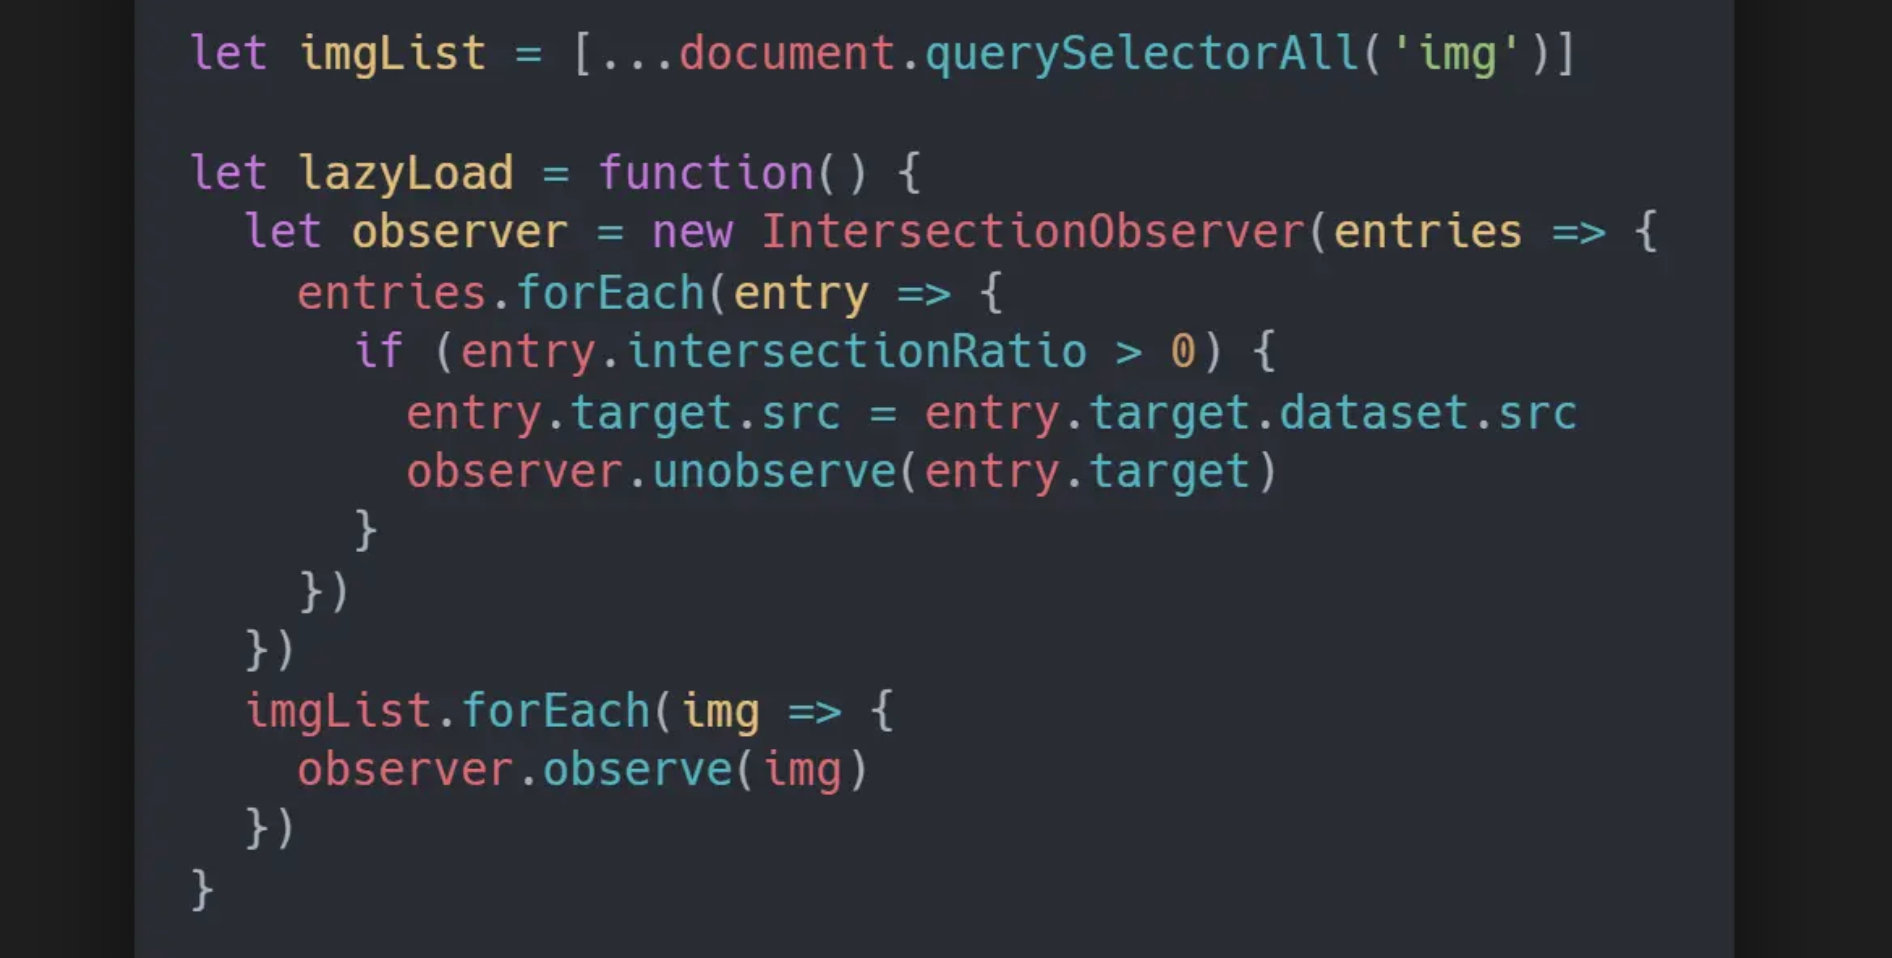 let imgList = [...document.querySelectorAll('img')]
let lazyLoad = function() {
  let observer = new IntersectionObserver(entries => {
    entries.forEach(entry => {
      if (entry.intersectionRatio > 0) {
        entry.target.src = entry.target.dataset.src
        observer.unobserve(entry.target)
      }
    })
  })
  imgList.forEach(img => {
    observer.observe(img)
  })
}